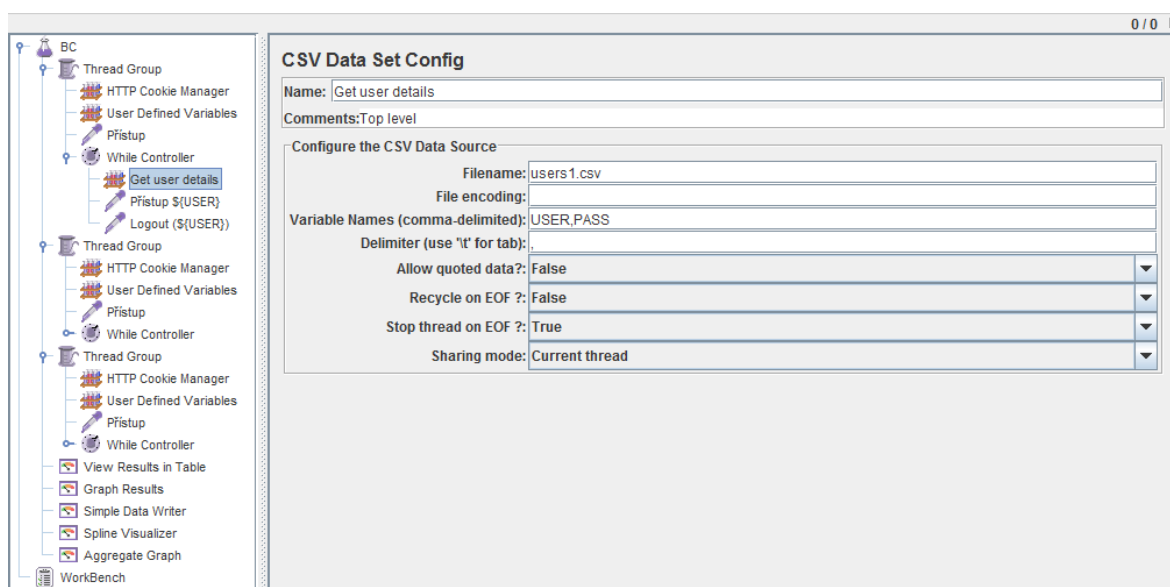 0 / 0
BC
Thread Group
HTTP Cookie Manager
User Defined Variables
Přístup
While Controller
Get user details
Přístup ${USER}
Logout (${USER})
Thread Group
HTTP Cookie Manager
User Defined Variables
Přístup
While Controller
Thread Group
HTTP Cookie Manager
User Defined Variables
Přístup
While Controller
View Results in Table
Graph Results
Simple Data Writer
Spline Visualizer
Aggregate Graph
WorkBench
CSV Data Set Config
Name: Get user details
Comments: Top level
Configure the CSV Data Source
Filename: users1.csv
File encoding:
Variable Names (comma-delimited): USER,PASS
Delimiter (use '\t' for tab): ,
Allow quoted data?: False
Recycle on EOF ?: False
Stop thread on EOF ?: True
Sharing mode: Current thread